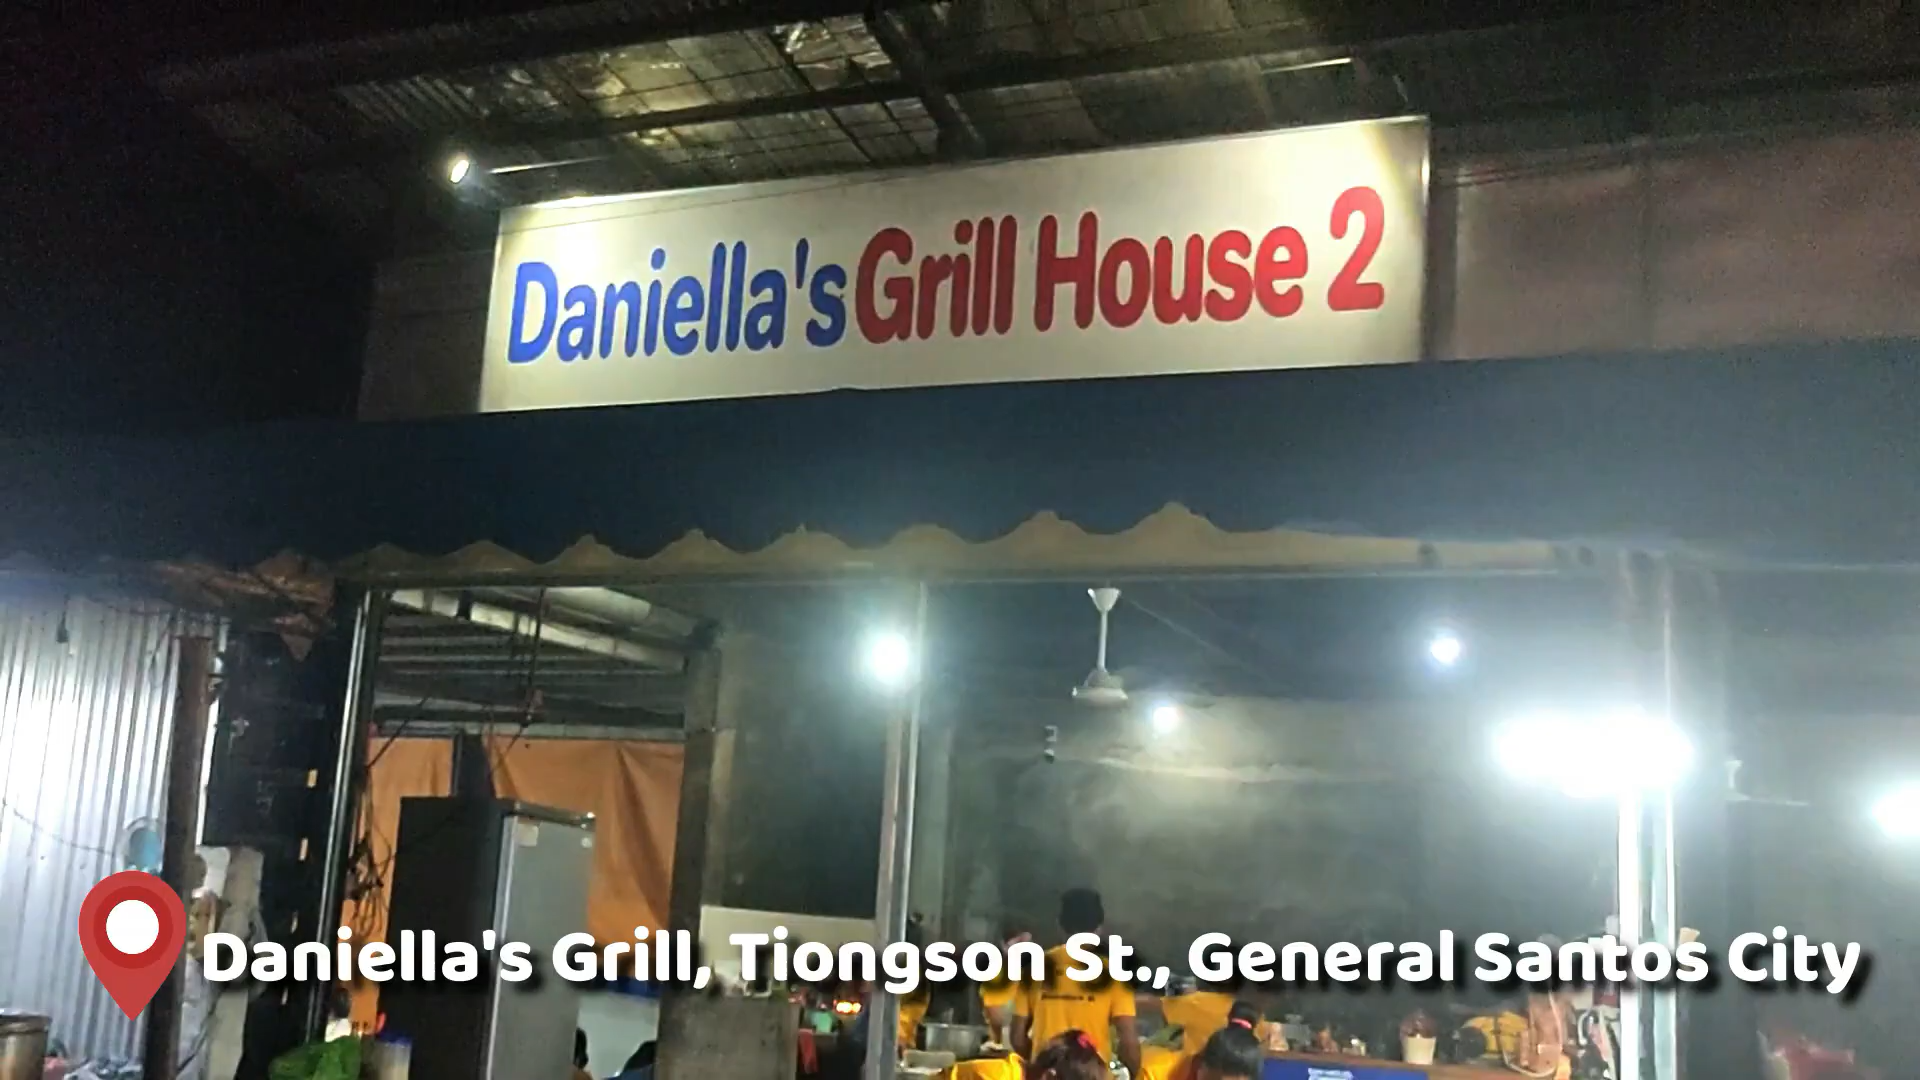 Daniella's Grill House 2
Daniella's Grill, Tiongson St., General Santos City